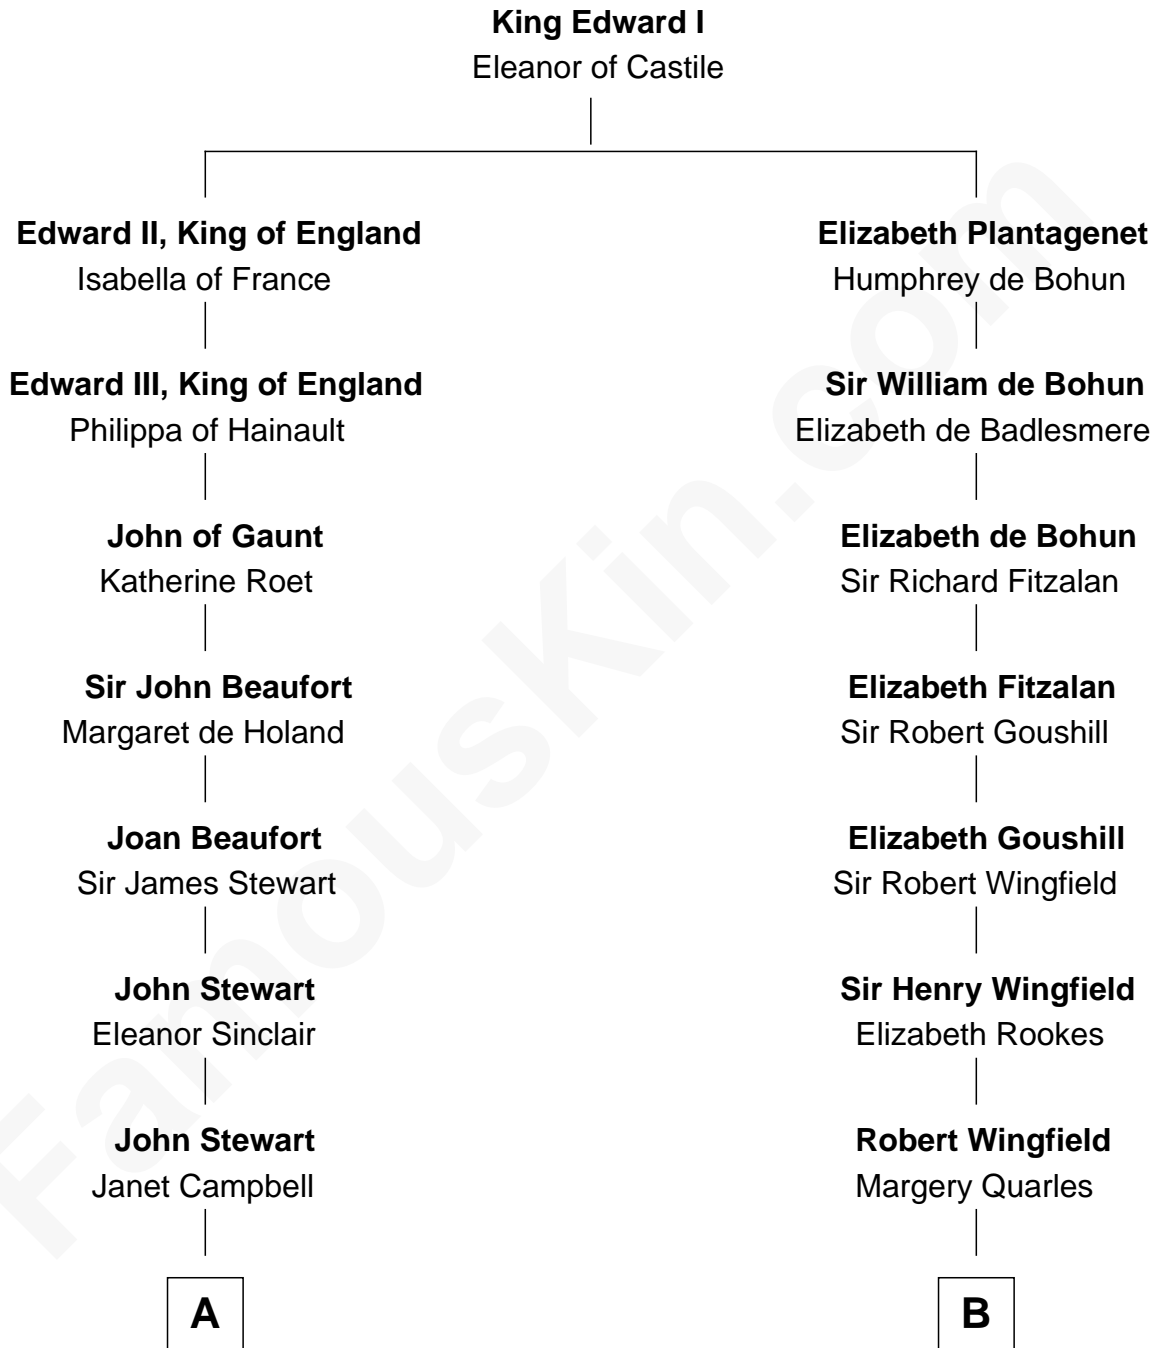 King Edward I
Eleanor of Castile
Edward II, King of England
Isabella of France
Elizabeth Plantagenet
Humphrey de Bohun
Edward III, King of England
Philippa of Hainault
Sir William de Bohun
Elizabeth de Badlesmere
John of Gaunt
Katherine Roet
Elizabeth de Bohun
Sir Richard Fitzalan
Sir John Beaufort
Margaret de Holand
Elizabeth Fitzalan
Sir Robert Goushill
Joan Beaufort
Sir James Stewart
Elizabeth Goushill
Sir Robert Wingfield
John Stewart
Eleanor Sinclair
Sir Henry Wingfield
Elizabeth Rookes
John Stewart
Janet Campbell
Robert Wingfield
Margery Quarles
A
B
FamousKin.com